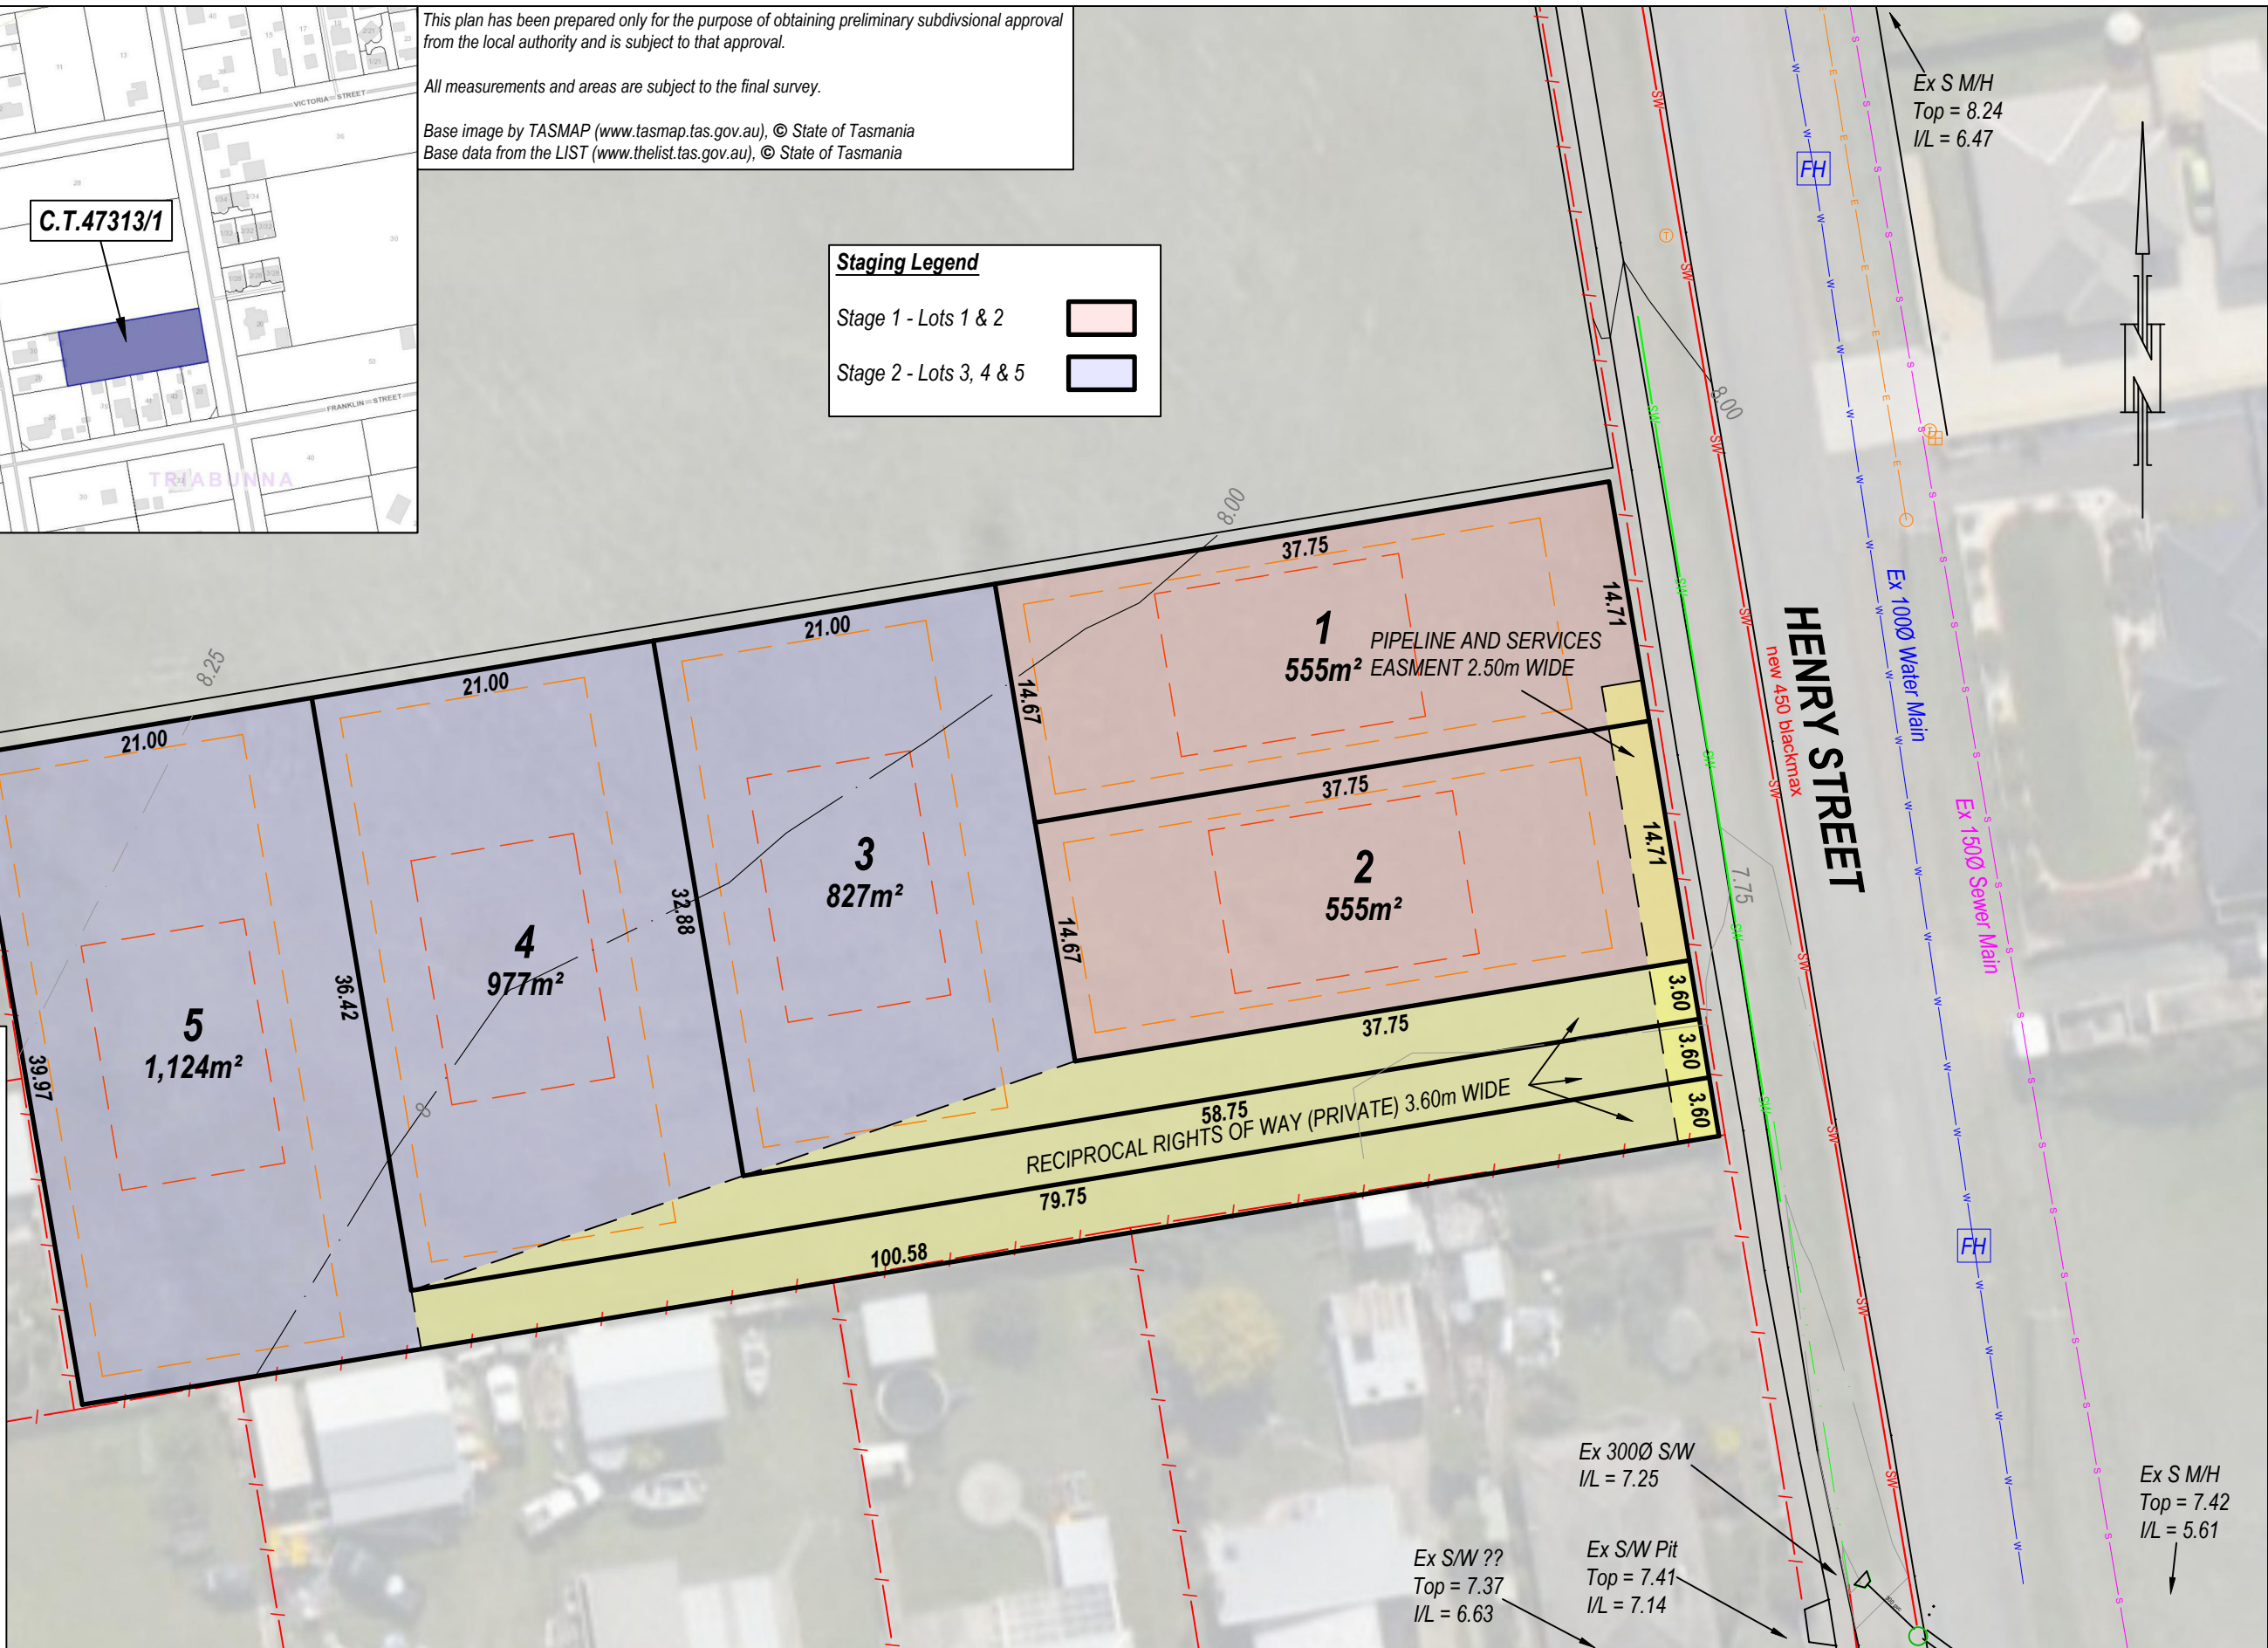 This plan has been prepared only for the purpose of obtaining preliminary subdivsional approval
from the local authority and is subject to that approval.
All measurements and areas are subject to the final survey.
Base image by TASMAP (www.tasmap.tas.gov.au), © State of Tasmania
Base data from the LIST (www.thelist.tas.gov.au), © State of Tasmania
VICTORIA STREET
C.T.47313/1
FRANKLIN STREET
TRIABUNNA
Staging Legend
Stage 1 - Lots 1 & 2
Stage 2 - Lots 3, 4 & 5
Ex S M/H
Top = 8.24
I/L = 6.47
FH
8.00
8.00
8.25
37.75
14.71
1
555m²
PIPELINE AND SERVICES
EASMENT 2.50m WIDE
14.67
21.00
21.00
21.00
37.75
14.71
2
555m²
14.67
3
827m²
32.88
4
977m²
36.42
5
1,124m²
39.97
8
37.75
3.60
3.60
3.60
58.75
RECIPROCAL RIGHTS OF WAY (PRIVATE) 3.60m WIDE
79.75
100.58
HENRY STREET
new 450 blackmax
Ex 100Ø Water Main
Ex 150Ø Sewer Main
7.75
FH
Ex 300Ø S/W
I/L = 7.25
Ex S/W ??
Top = 7.37
I/L = 6.63
Ex S/W Pit
Top = 7.41
I/L = 7.14
Ex S M/H
Top = 7.42
I/L = 5.61